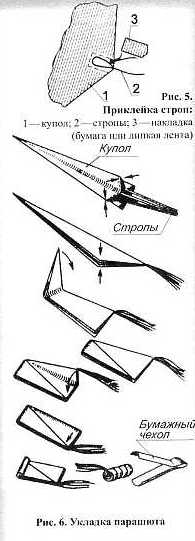 3
1
2
Рис. 5.
Приклейка строп:
1—купол; 2—стропы; 3—накладка
(бумага или липкая лента)
Купол
Стропы
Бумажный
чехол
Рис. 6. Укладка парашюта